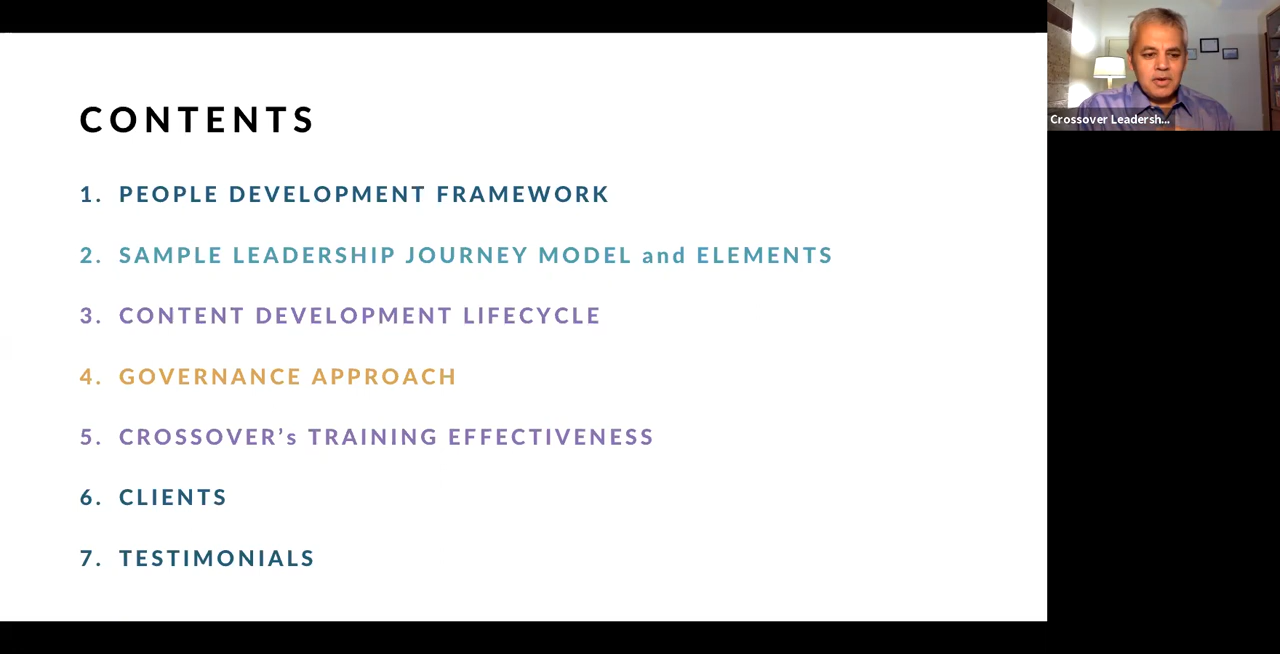 CONTENTS
1. PEOPLE DEVELOPMENT FRAMEWORK
2. SAMPLE LEADERSHIP JOURNEY MODEL and ELEMENTS
3. CONTENT DEVELOPMENT LIFECYCLE
4. GOVERNANCE APPROACH
5. CROSSOVER’s TRAINING EFFECTIVENESS
6. CLIENTS
7. TESTIMONIALS
Crossover Leadersh...